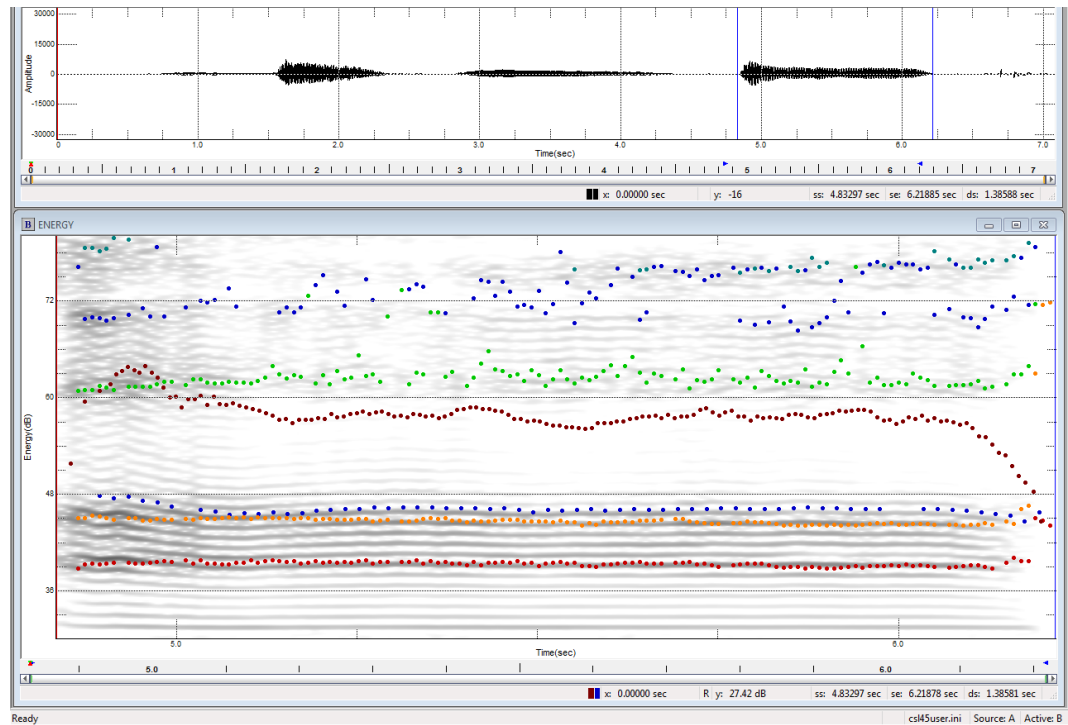 30000
15000
0
-15000
-30000
Amplitude
0 1.0 2.0 3.0 4.0 5.0 6.0 7.0
Time(sec)
0 1 2 3 4 5 6 7
x: 0.00000 sec y: -16 ss: 4.83297 sec se: 6.21885 sec ds: 1.38588 sec
B ENERGY
72
60
48
36
Energy(dB)
5.0 6.0
Time(sec)
5.0 6.0
x: 0.00000 sec R y: 27.42 dB ss: 4.83297 sec se: 6.21878 sec ds: 1.38581 sec
Ready csl45user.ini Source: A Active: B